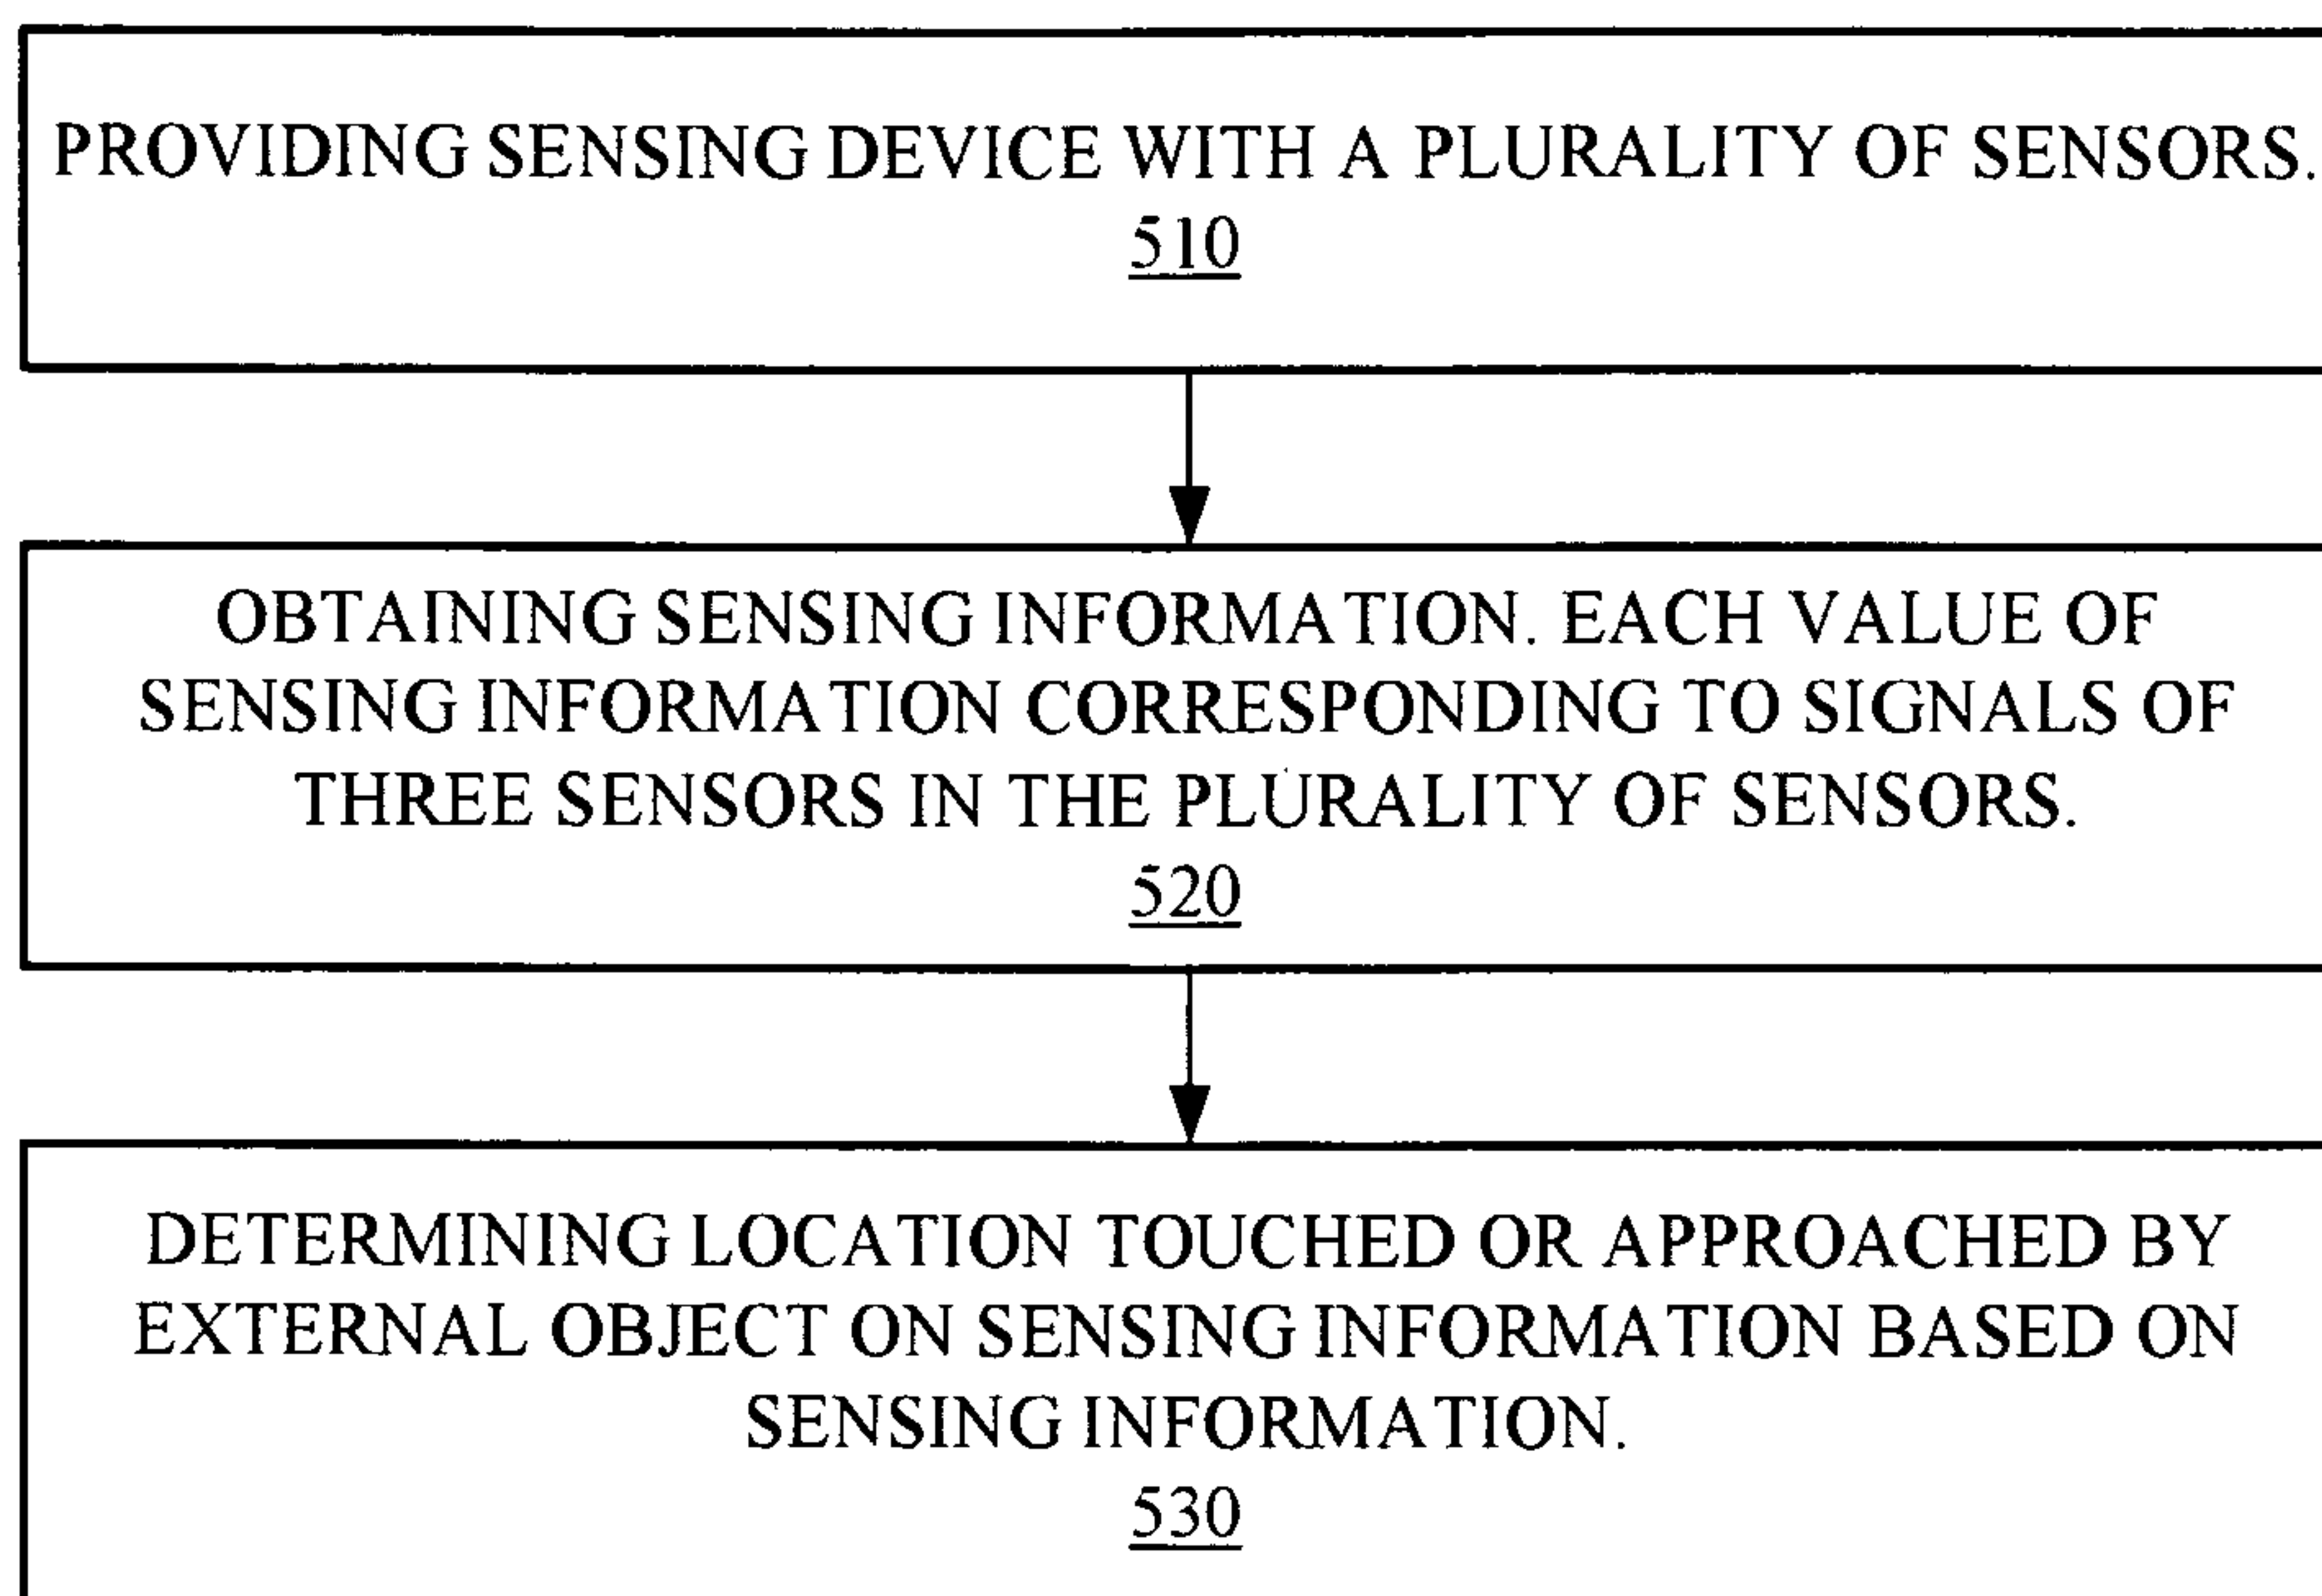 PROVIDING SENSING DEVICE WITH A PLURALITY OF SENSORS.
510
OBTAINING SENSING INFORMATION. EACH VALUE OF
SENSING INFORMATION CORRESPONDING TO SIGNALS OF
THREE SENSORS IN THE PLURALITY OF SENSORS.
520
DETERMINING LOCATION TOUCHED OR APPROACHED BY
EXTERNAL OBJECT ON SENSING INFORMATION BASED ON
SENSING INFORMATION.
530